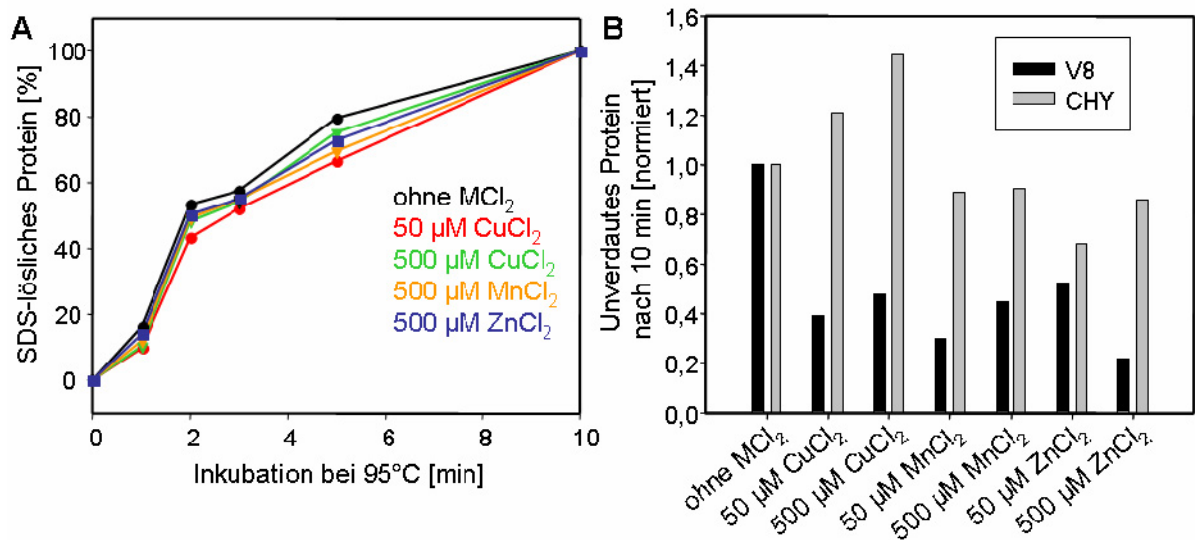 A
SDS-lösliches Protein [%]
100
80
60
40
20
0
0
2
4
6
8
10
Inkubation bei 95°C [min]
ohne MCl₂
50 µM CuCl₂
500 µM CuCl₂
500 µM MnCl₂
500 µM ZnCl₂
B
Unverdautes Protein
nach 10 min [normiert]
1,6
1,4
1,2
1,0
0,8
0,6
0,4
0,2
0,0
V8
CHY
ohne MCl₂
50 µM CuCl₂
500 µM CuCl₂
50 µM MnCl₂
500 µM MnCl₂
50 µM ZnCl₂
500 µM ZnCl₂